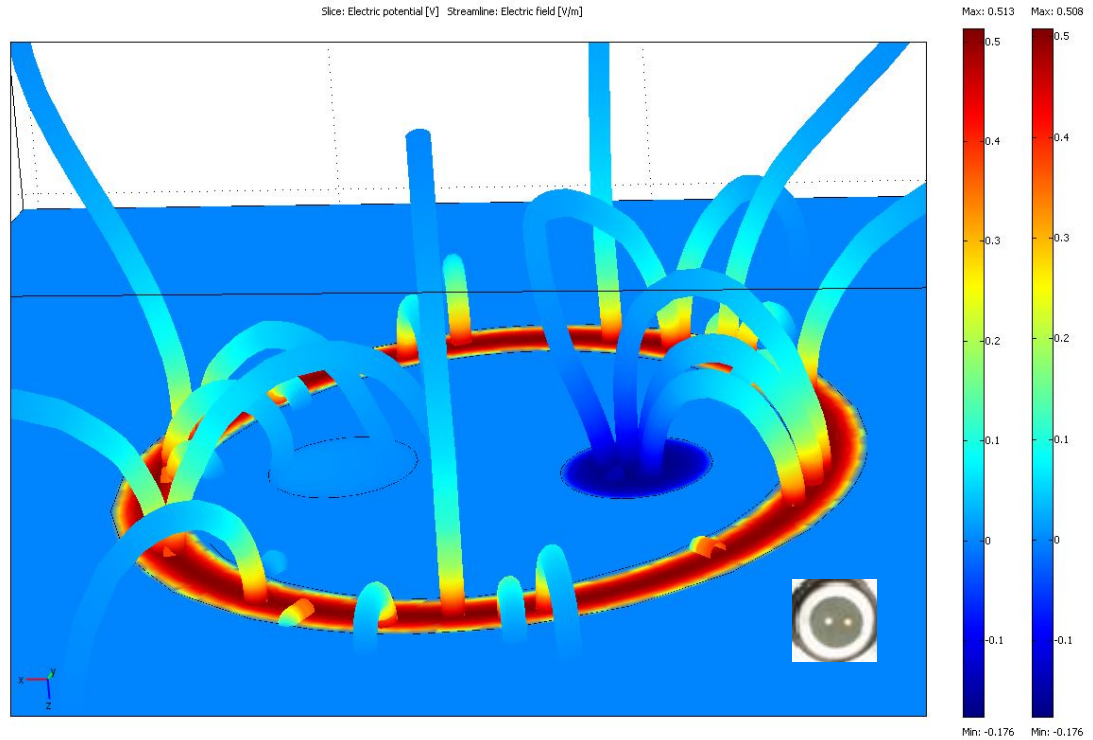 Slice: Electric potential [V] Streamline: Electric field [V/m]
Max: 0.513 Max: 0.508
0.5 0.5
0.4 0.4
0.3 0.3
0.2 0.2
0.1 0.1
0 0
-0.1 -0.1
Min: -0.176 Min: -0.176
x y
z